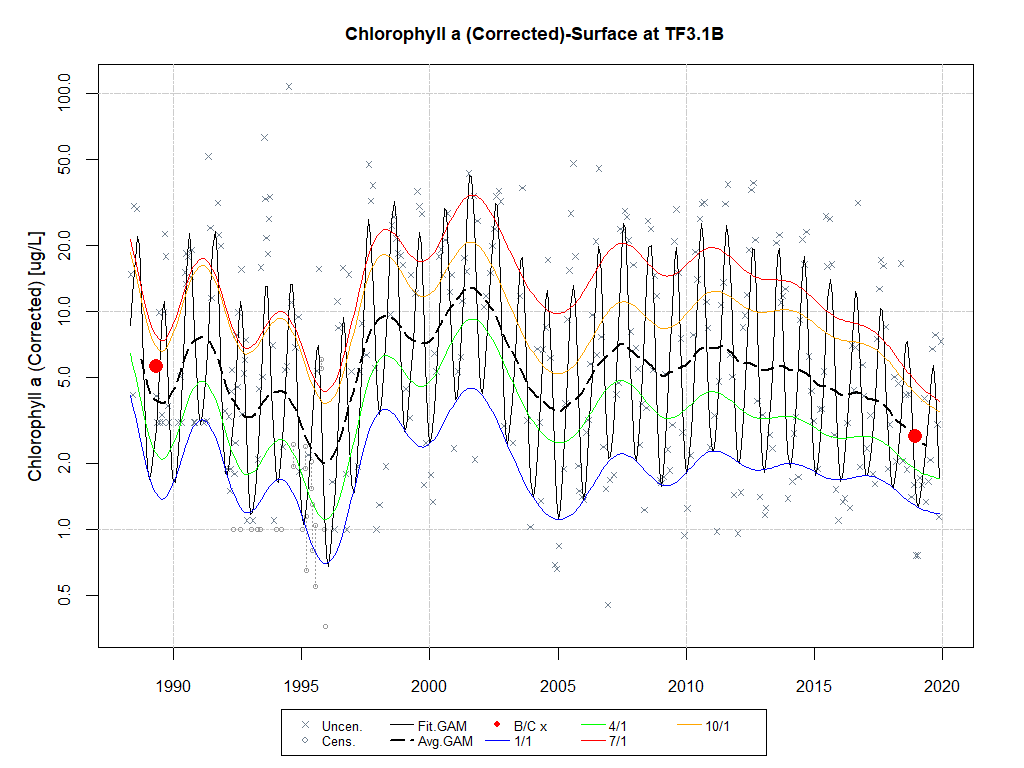 Chlorophyll a (Corrected)-Surface at TF3.1B
Chlorophyll a (Corrected) [ug/L]
100.0
50.0
20.0
10.0
5.0
2.0
1.0
0.5
1990 1995 2000 2005 2010 2015 2020
Uncen. Fit.GAM B/C x 4/1 10/1
Cens. Avg.GAM 1/1 7/1